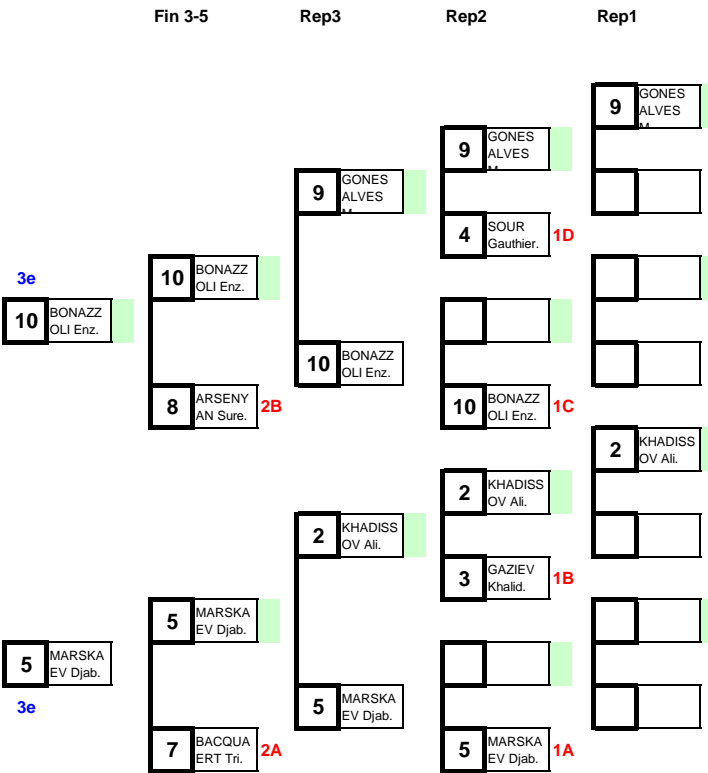 Fin 3-5 Rep3 Rep2 Rep1
9 GONES
ALVES
9 GONES
ALVES
9 GONES
ALVES
4 SOUR
Gauthier. 1D
10 BONAZZ
OLI Enz.
3e
10 BONAZZ
OLI Enz.
10 BONAZZ
OLI Enz.
8 ARSENY
AN Sure. 2B
10 BONAZZ
OLI Enz. 1C
2 KHADISS
OV Ali.
2 KHADISS
OV Ali.
2 KHADISS
OV Ali.
3 GAZIEV
Khalid. 1B
5 MARSKA
EV Djab.
5 MARSKA
EV Djab.
3e
5 MARSKA
EV Djab.
7 BACQUA
ERT Tri. 2A
5 MARSKA
EV Djab. 1A